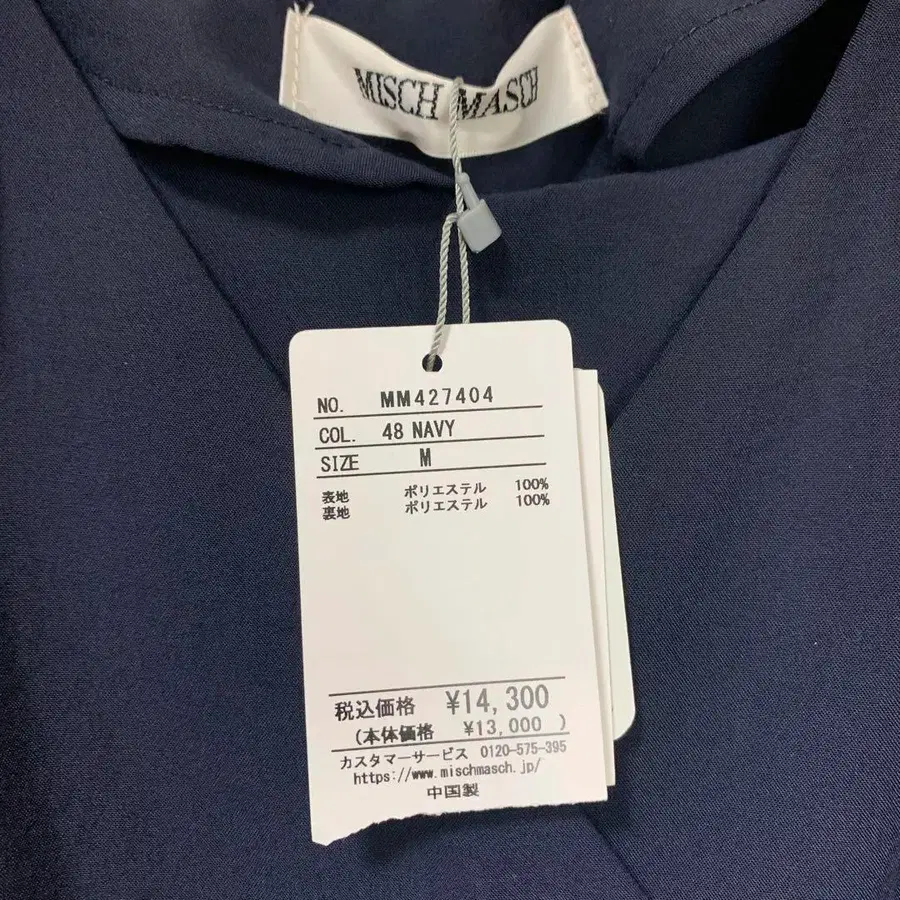 MISCH MASCH
NO. MM427404
COL. 48 NAVY
SIZE M
表地 ポリエステル 100%
裏地 ポリエステル 100%
税込価格 ¥14,300
(本体価格 ¥13,000 )
カスタマーサービス 0120-575-395
https://www.mischmasch.jp/
中国製